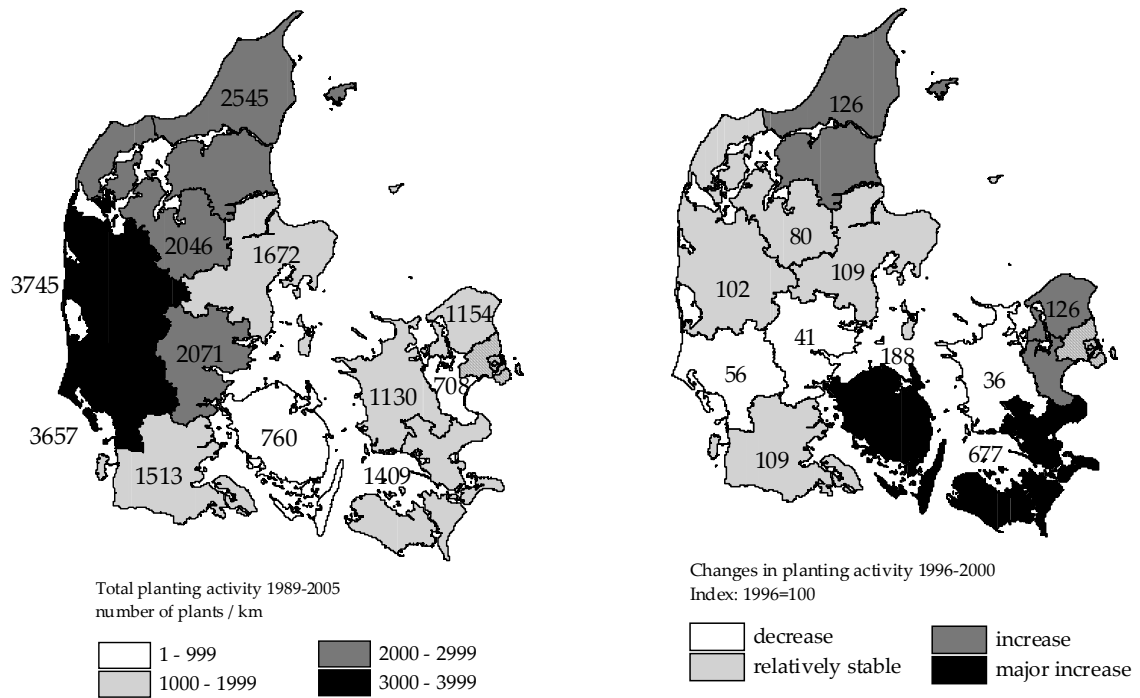 2545
2046
1672
3745
2071
1154
708
1130
760
3657
1513
1409
Total planting activity 1989-2005
number of plants / km
1 - 999
2000 - 2999
1000 - 1999
3000 - 3999
126
80
109
102
126
41
188
56
36
677
109
Changes in planting activity 1996-2000
Index: 1996=100
decrease
increase
relatively stable
major increase